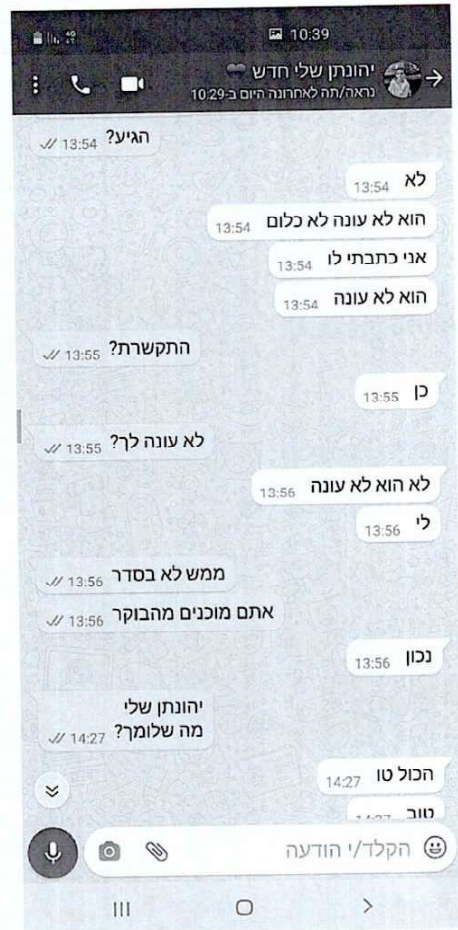 10:39
יהונתן שלי חדש
נראה/תה לאחרונה היום ב-10:29
הגיע? 13:54
לא 13:54
הוא לא עונה לא כלום 13:54
אני כתבתי לו 13:54
הוא לא עונה 13:54
התקשרת? 13:55
כן 13:55
לא עונה לך? 13:55
לא הוא לא עונה 13:56
לי 13:56
ממש לא בסדר 13:56
אתם מוכנים מהבוקר 13:56
נכון 13:56
יהונתן שלי
מה שלומך? 14:27
הכול טו 14:27
טוב 14:27
הקלד/י הודעה